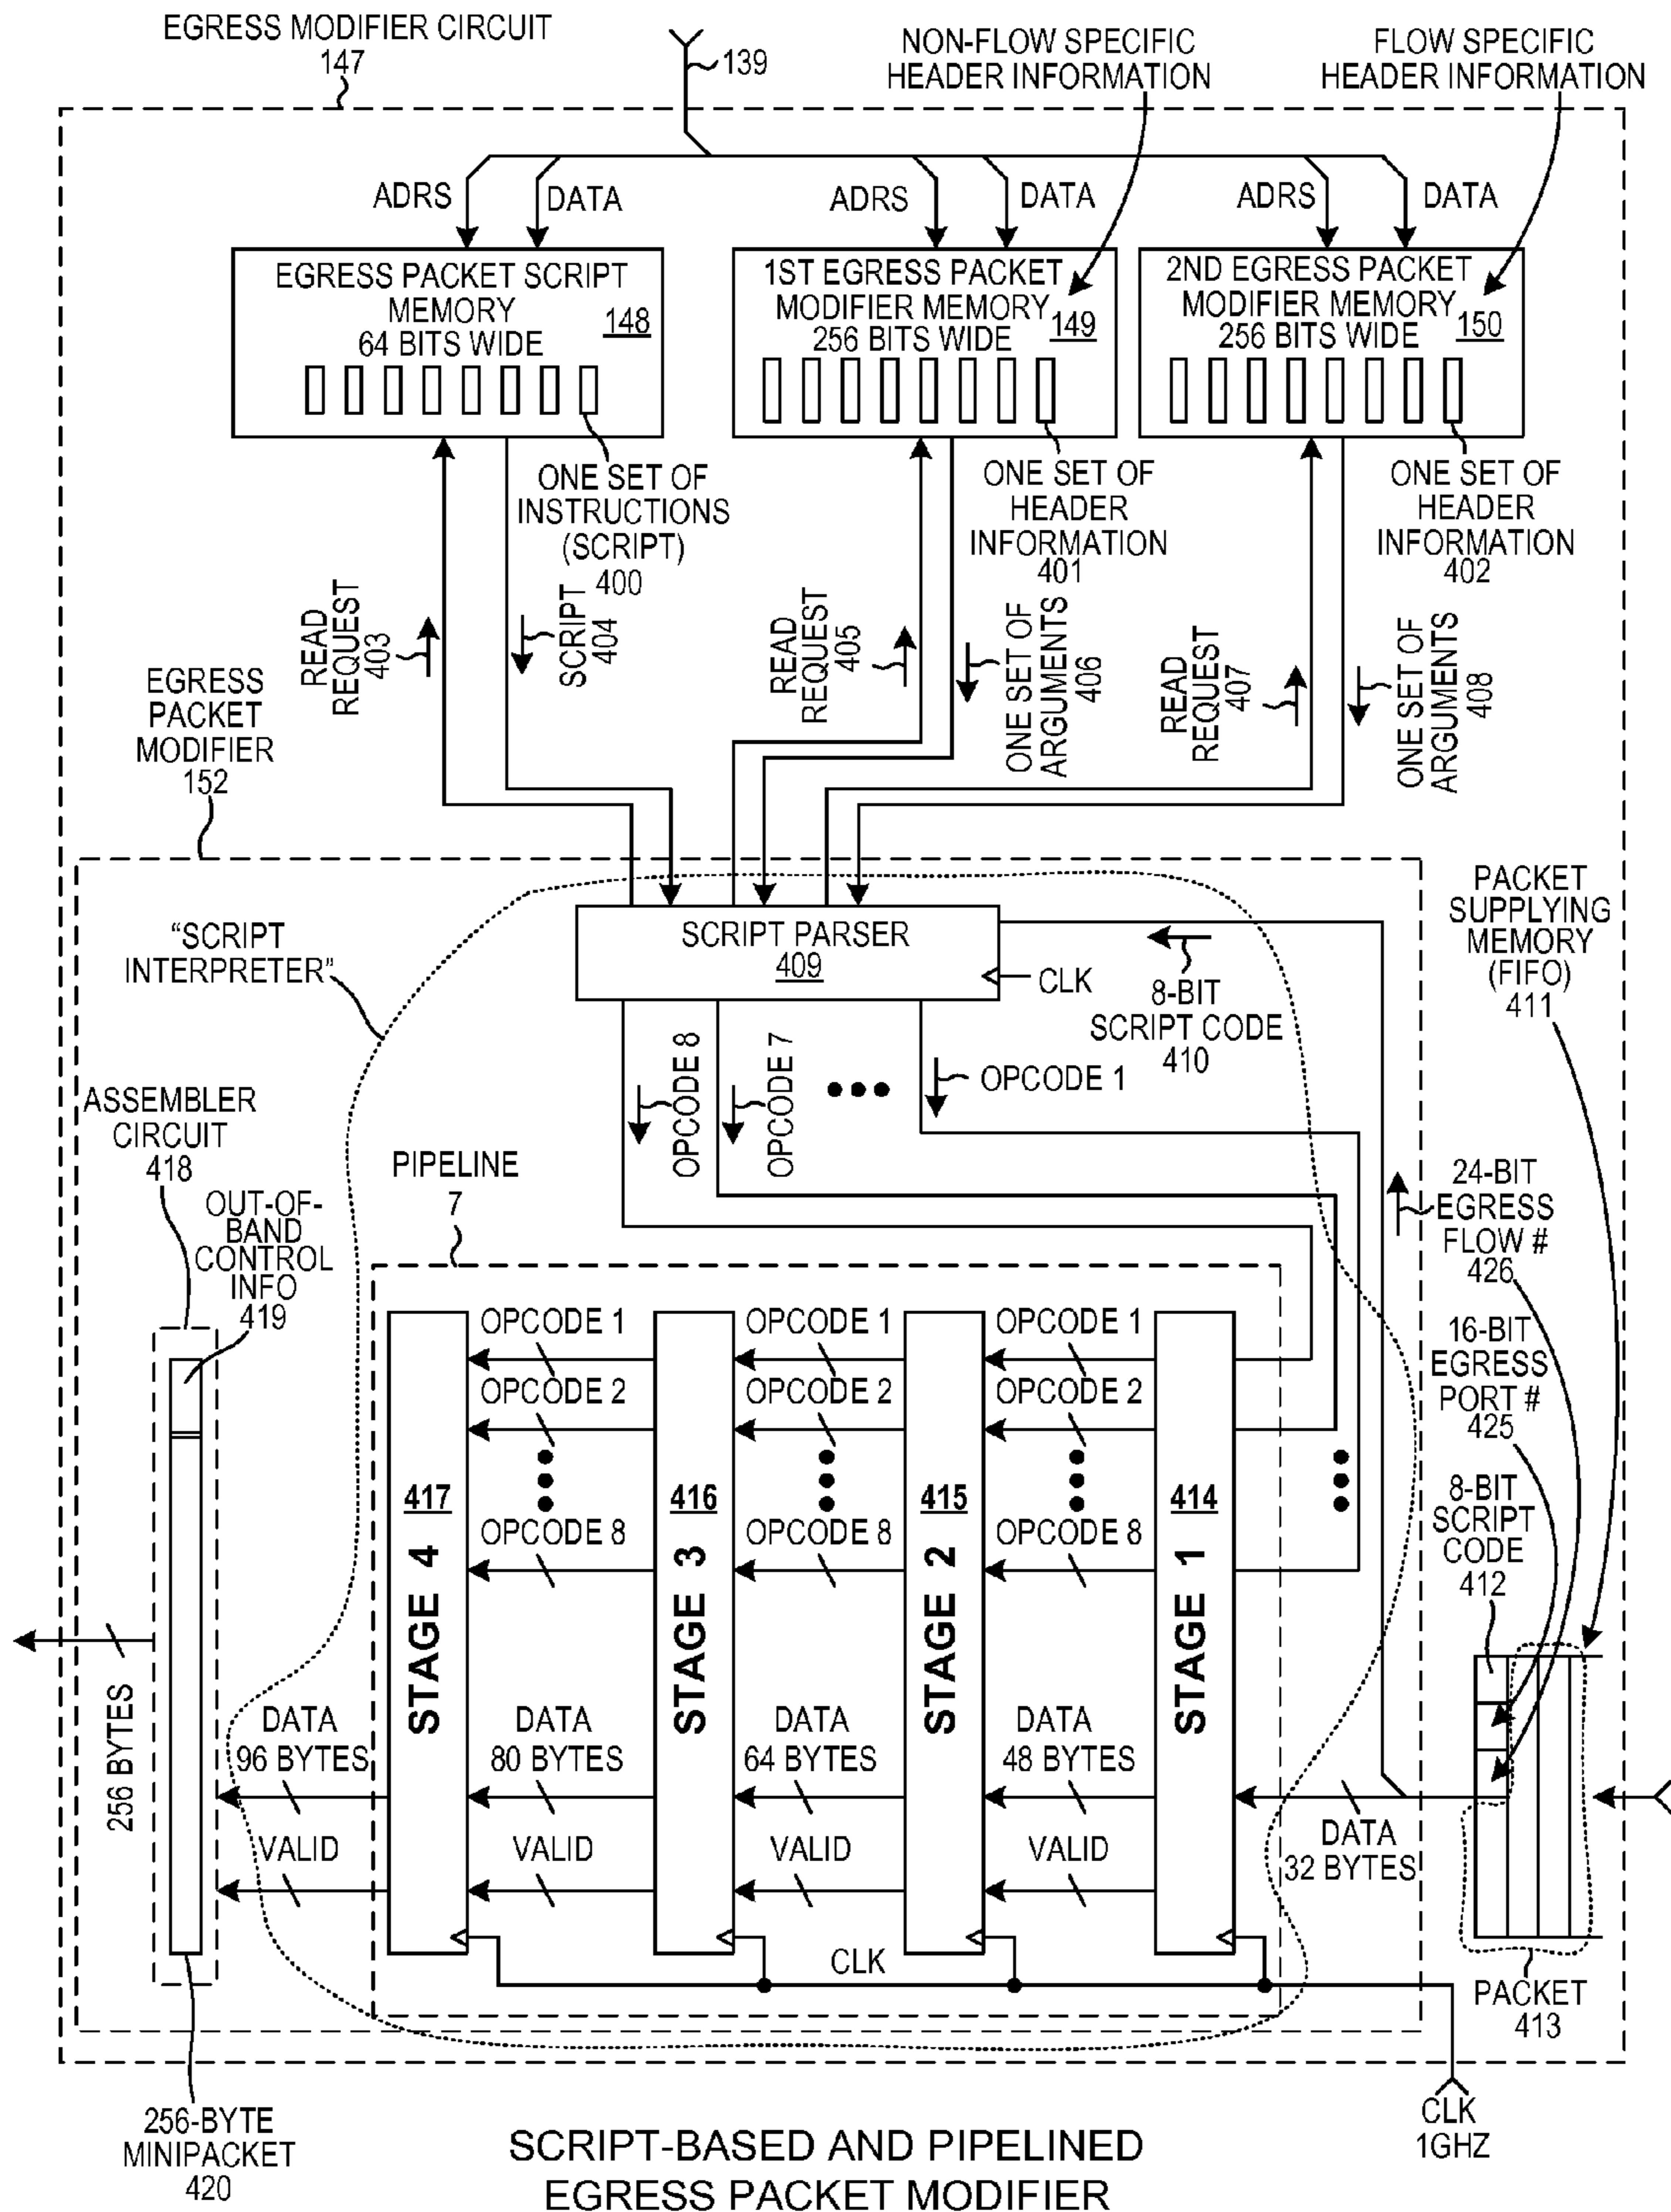 EGRESS MODIFIER CIRCUIT
147
139
NON-FLOW SPECIFIC
HEADER INFORMATION
FLOW SPECIFIC
HEADER INFORMATION
ADRS
DATA
ADRS
DATA
ADRS
DATA
EGRESS PACKET SCRIPT
MEMORY
64 BITS WIDE
148
1ST EGRESS PACKET
MODIFIER MEMORY
256 BITS WIDE
149
2ND EGRESS PACKET
MODIFIER MEMORY
256 BITS WIDE
150
ONE SET OF
INSTRUCTIONS
(SCRIPT)
400
ONE SET OF
HEADER
INFORMATION
401
ONE SET OF
HEADER
INFORMATION
402
READ
REQUEST
403
SCRIPT
404
READ
REQUEST
405
ONE SET OF
ARGUMENTS
406
READ
REQUEST
407
ONE SET OF
ARGUMENTS
408
EGRESS
PACKET
MODIFIER
152
"SCRIPT
INTERPRETER"
SCRIPT PARSER
409
CLK
8-BIT
SCRIPT CODE
410
PACKET
SUPPLYING
MEMORY
(FIFO)
411
OPCODE 8
OPCODE 7
OPCODE 1
ASSEMBLER
CIRCUIT
418
OUT-OF-
BAND
CONTROL
INFO
419
PIPELINE
7
24-BIT
EGRESS
FLOW #
426
16-BIT
EGRESS
PORT #
425
8-BIT
SCRIPT
CODE
412
OPCODE 1
OPCODE 1
OPCODE 1
OPCODE 2
OPCODE 2
OPCODE 2
OPCODE 8
OPCODE 8
OPCODE 8
417
STAGE 4
416
STAGE 3
415
STAGE 2
414
STAGE 1
256 BYTES
DATA
96 BYTES
DATA
80 BYTES
DATA
64 BYTES
DATA
48 BYTES
DATA
32 BYTES
VALID
VALID
VALID
VALID
CLK
PACKET
413
CLK
1GHZ
256-BYTE
MINIPACKET
420
SCRIPT-BASED AND PIPELINED
EGRESS PACKET MODIFIER